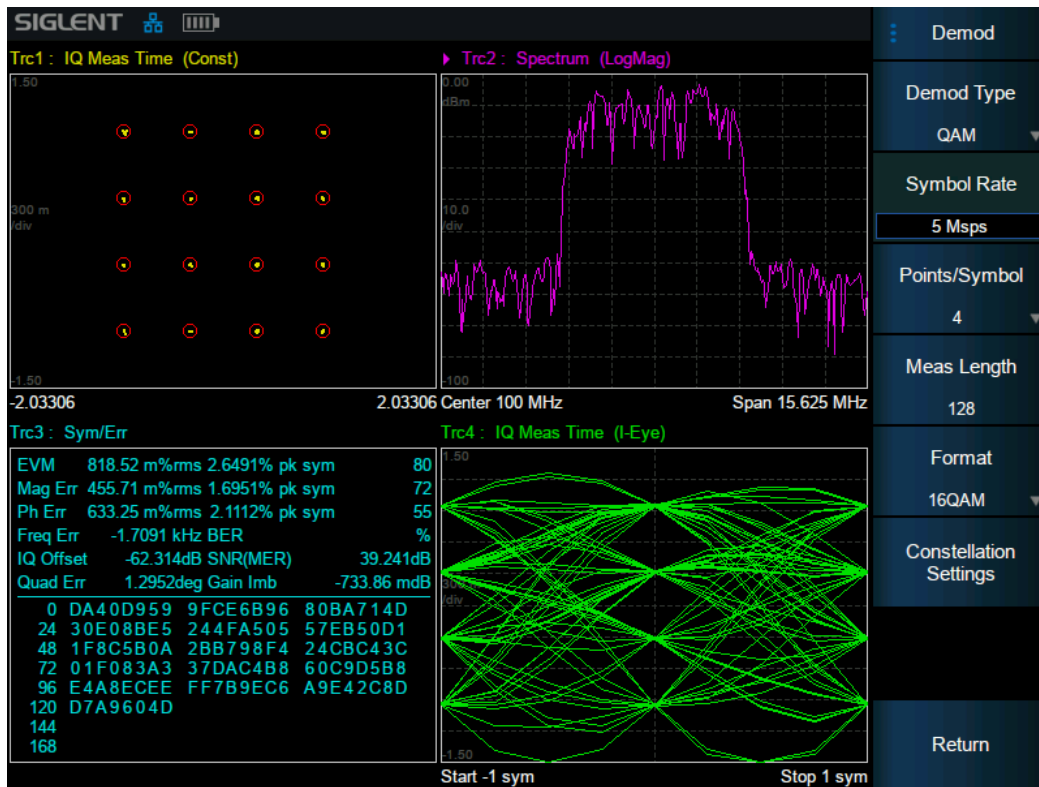 SIGLENT
Trc1 : IQ Meas Time (Const)
1.50
300 m
/div
-1.50
-2.03306
2.03306
Trc2 : Spectrum (LogMag)
0.00
dBm
10.0
/div
-100
Center 100 MHz
Span 15.625 MHz
Trc3 : Sym/Err
EVM 818.52 m%rms 2.6491% pk sym 80
Mag Err 455.71 m%rms 1.6951% pk sym 72
Ph Err 633.25 m%rms 2.1112% pk sym 55
Freq Err -1.7091 kHz BER %
IQ Offset -62.314dB SNR(MER) 39.241dB
Quad Err 1.2952deg Gain Imb -733.86 mdB
0 DA40D959 9FCE6B96 80BA714D
24 30E08BE5 244FA505 57EB50D1
48 1F8C5B0A 2BB798F4 24CBC43C
72 01F083A3 37DAC4B8 60C9D5B8
96 E4A8ECEE FF7B9EC6 A9E42C8D
120 D7A9604D
144
168
Trc4 : IQ Meas Time (I-Eye)
1.50
300
/div
-1.50
Start -1 sym
Stop 1 sym
Demod
Demod Type
QAM
Symbol Rate
5 Msps
Points/Symbol
4
Meas Length
128
Format
16QAM
Constellation
Settings
Return